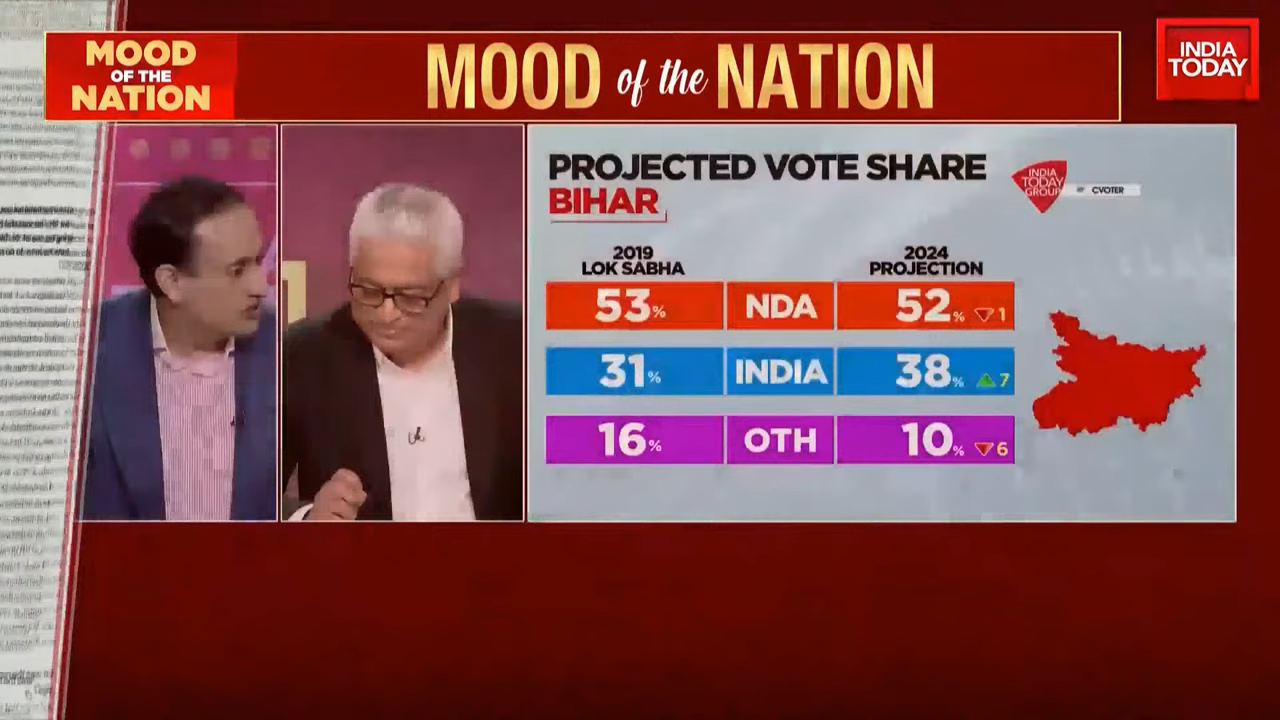 MOOD
OF THE
NATION
MOOD of the NATION
INDIA
TODAY
PROJECTED VOTE SHARE
BIHAR
INDIA
TODAY
GROUP
CVOTER
2019
LOK SABHA
2024
PROJECTION
53% NDA 52% 1
31% INDIA 38% 7
16% OTH 10% 6